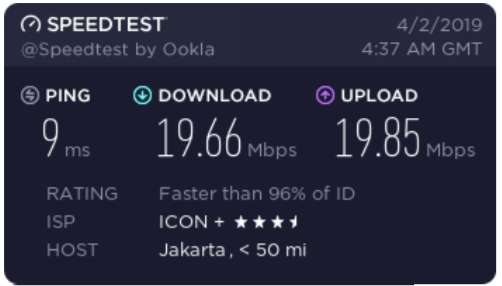 SPEEDTEST 4/2/2019
@Speedtest by Ookla 4:37 AM GMT
PING DOWNLOAD UPLOAD
9 ms 19.66 Mbps 19.85 Mbps
RATING Faster than 96% of ID
ISP ICON +
HOST Jakarta, < 50 mi